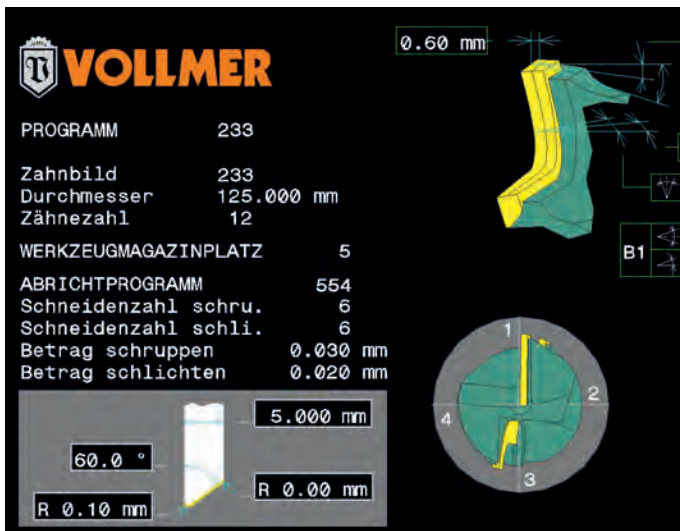 VOLLMER
0.60 mm
PROGRAMM 233
Zahnbild 233
Durchmesser 125.000 mm
Zähnezahl 12
WERKZEUGMAGAZINPLATZ 5
ABRICHTPROGRAMM 554
Schneidenzahl schru. 6
Schneidenzahl schli. 6
Betrag schruppen 0.030 mm
Betrag schlichten 0.020 mm
B1
1
2
4
3
5.000 mm
60.0 °
R 0.00 mm
R 0.10 mm